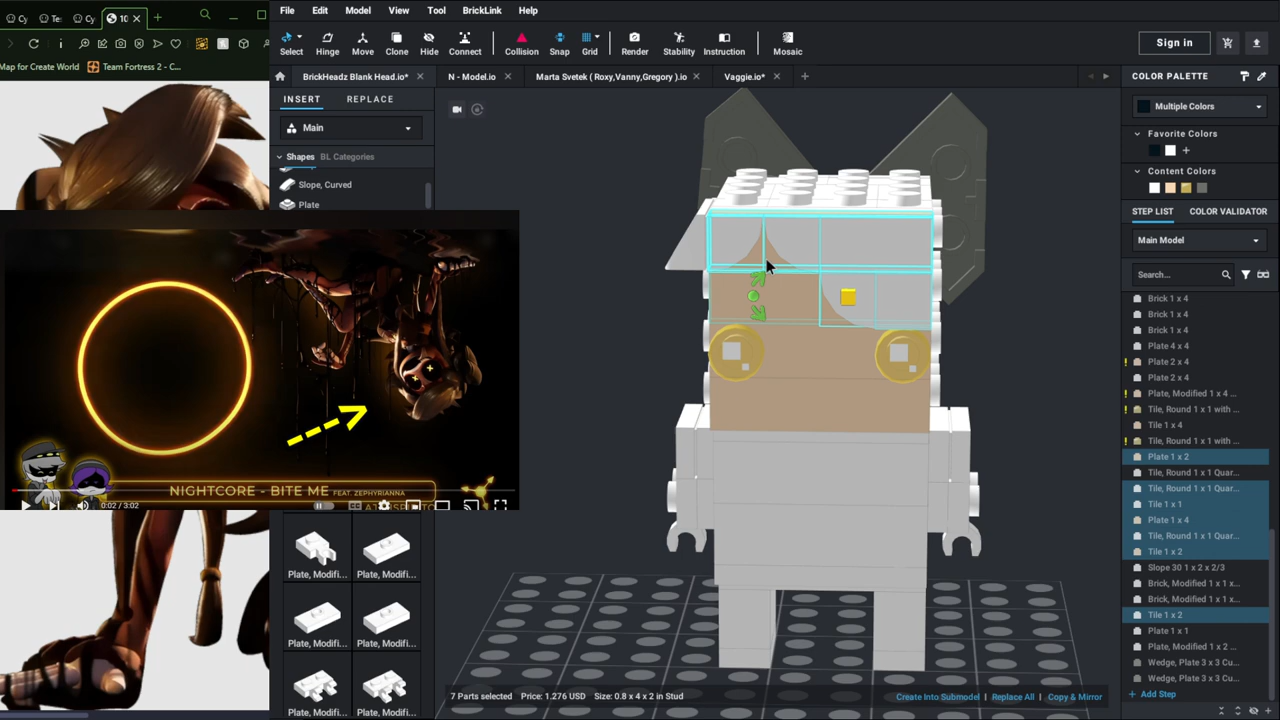 Cy
Te:
Cy
10
Map for Create World
Team Fortress 2 - C...
NIGHTCORE - BITE ME FEAT. ZEPHYRIANNA
0:02 / 3:02
File Edit Model View Tool BrickLink Help
Select
Hinge
Move
Clone
Hide
Connect
Collision
Snap
Grid
Render
Stability
Instruction
Mosaic
Sign in
BrickHeadz Blank Head.io*
N - Model.io
Marta Svetek ( Roxy,Vanny,Gregory ).io
Vaggie.io*
INSERT REPLACE
Main
Shapes BL Categories
Slope, Curved
Plate
Plate, Modifi... Plate, Modifi...
Plate, Modifi... Plate, Modifi...
Plate, Modifi... Plate, Modifi...
7 Parts selected Price: 1.276 USD Size: 0.8 x 4 x 2 in Stud
Create Into Submodel | Replace All | Copy & Mirror
COLOR PALETTE
Multiple Colors
Favorite Colors
Content Colors
STEP LIST COLOR VALIDATOR
Main Model
Search...
Brick 1 x 4
Brick 1 x 4
Brick 1 x 4
Plate 4 x 4
Plate 2 x 4
Plate 2 x 4
Plate, Modified 1 x 4 ...
Tile, Round 1 x 1 with ...
Tile 1 x 4
Tile, Round 1 x 1 with ...
Plate 1 x 2
Tile, Round 1 x 1 Quar...
Tile, Round 1 x 1 Quar...
Tile 1 x 1
Plate 1 x 4
Tile, Round 1 x 1 Quar...
Tile 1 x 2
Slope 30 1 x 2 x 2/3
Brick, Modified 1 x 1 x...
Brick, Modified 1 x 1 x...
Tile 1 x 2
Plate 1 x 1
Plate, Modified 1 x 2 ...
Wedge, Plate 3 x 3 Cu...
Wedge, Plate 3 x 3 Cu...
Add Step